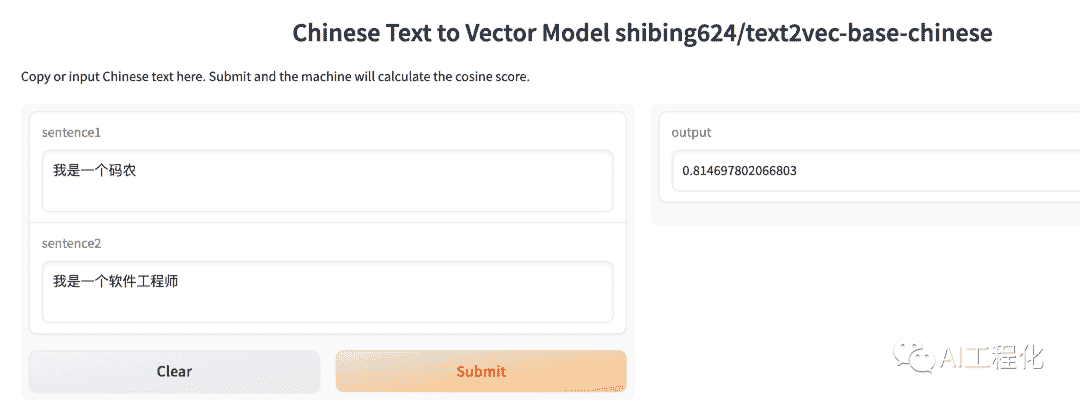 Chinese Text to Vector Model shibing624/text2vec-base-chinese
Copy or input Chinese text here. Submit and the machine will calculate the cosine score.
sentence1
我是一个码农
sentence2
我是一个软件工程师
Clear
Submit
output
0.814697802066803
AI工程化